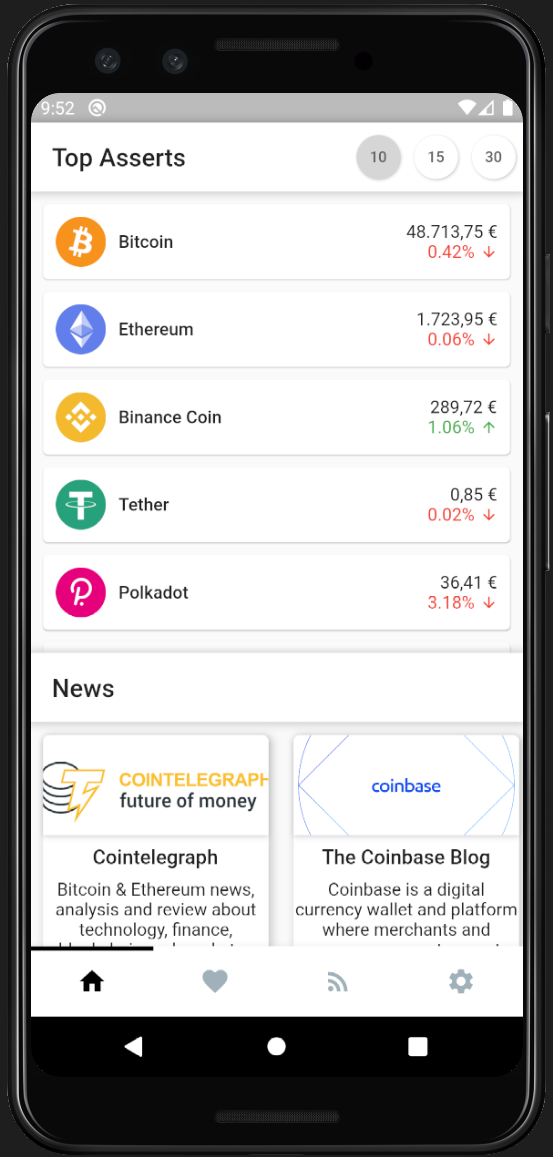 9:52
Top Asserts
10 15 30
Bitcoin
48.713,75 €
0.42% ↓
Ethereum
1.723,95 €
0.06% ↓
Binance Coin
289,72 €
1.06% ↑
Tether
0,85 €
0.02% ↓
Polkadot
36,41 €
3.18% ↓
News
COINTELEGRAPH
future of money
Cointelegraph
Bitcoin & Ethereum news,
analysis and review about
technology, finance,
coinbase
The Coinbase Blog
Coinbase is a digital
currency wallet and platform
where merchants and